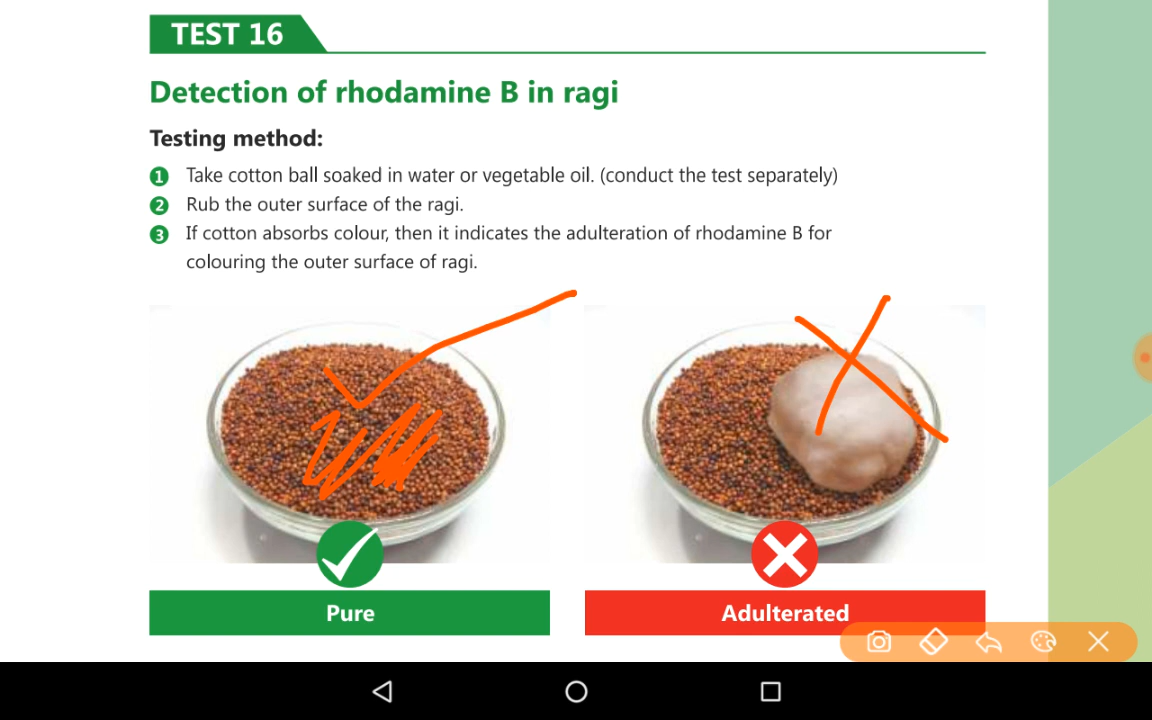 TEST 16
Detection of rhodamine B in ragi
Testing method:
1 Take cotton ball soaked in water or vegetable oil. (conduct the test separately)
2 Rub the outer surface of the ragi.
3 If cotton absorbs colour, then it indicates the adulteration of rhodamine B for
colouring the outer surface of ragi.
Pure
Adulterated